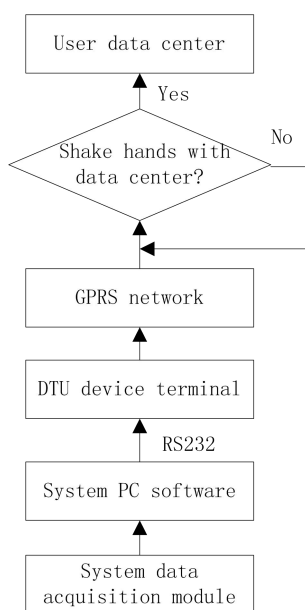 User data center
Yes
Shake hands with
data center?
No
GPRS network
DTU device terminal
RS232
System PC software
System data
acquisition module